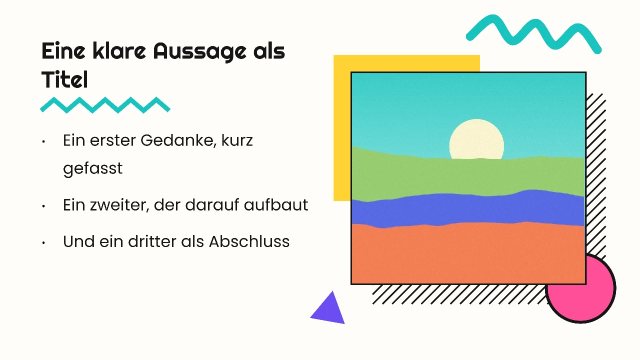 Eine klare Aussage als
Titel
· Ein erster Gedanke, kurz
gefasst
· Ein zweiter, der darauf aufbaut
· Und ein dritter als Abschluss